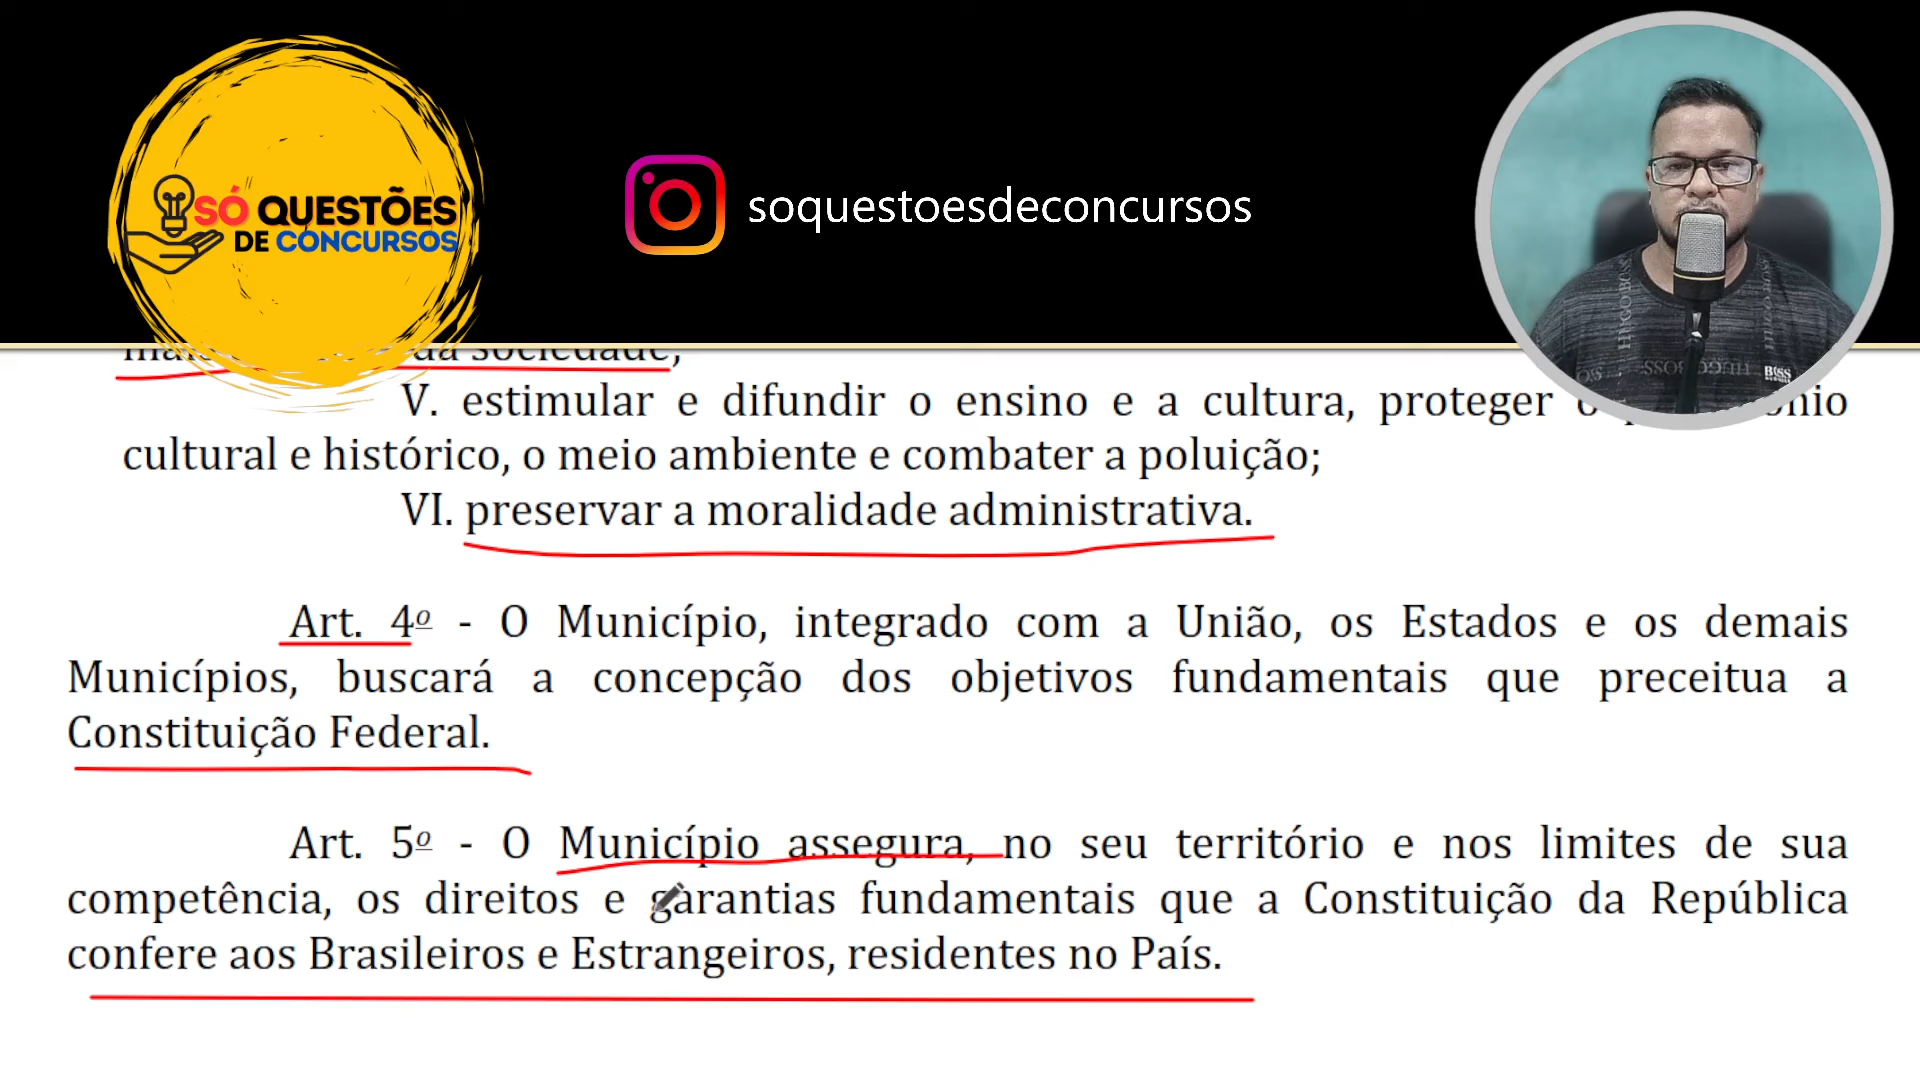 SÓ QUESTÕES
DE CONCURSOS
soquestoesdeconcursos
da sociedade,
V. estimular e difundir o ensino e a cultura, proteger o
cultural e histórico, o meio ambiente e combater a poluição;
VI. preservar a moralidade administrativa.
Art. 4º - O Município, integrado com a União, os Estados e os demais
Municípios, buscará a concepção dos objetivos fundamentais que preceitua a
Constituição Federal.
Art. 5º - O Município assegura, no seu território e nos limites de sua
competência, os direitos e garantias fundamentais que a Constituição da República
confere aos Brasileiros e Estrangeiros, residentes no País.